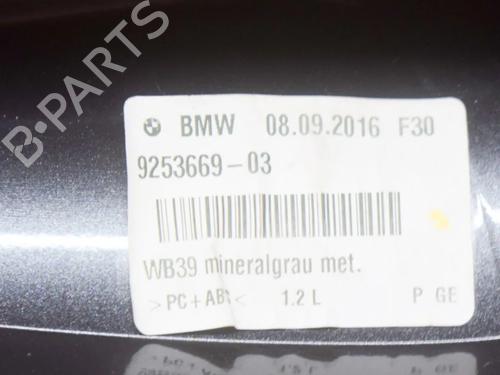 BMW 08.09.2016 F30
9253669-03
WB39 mineralgrau met.
>PC+ABS< 1.2 L P GE
B-PARTS